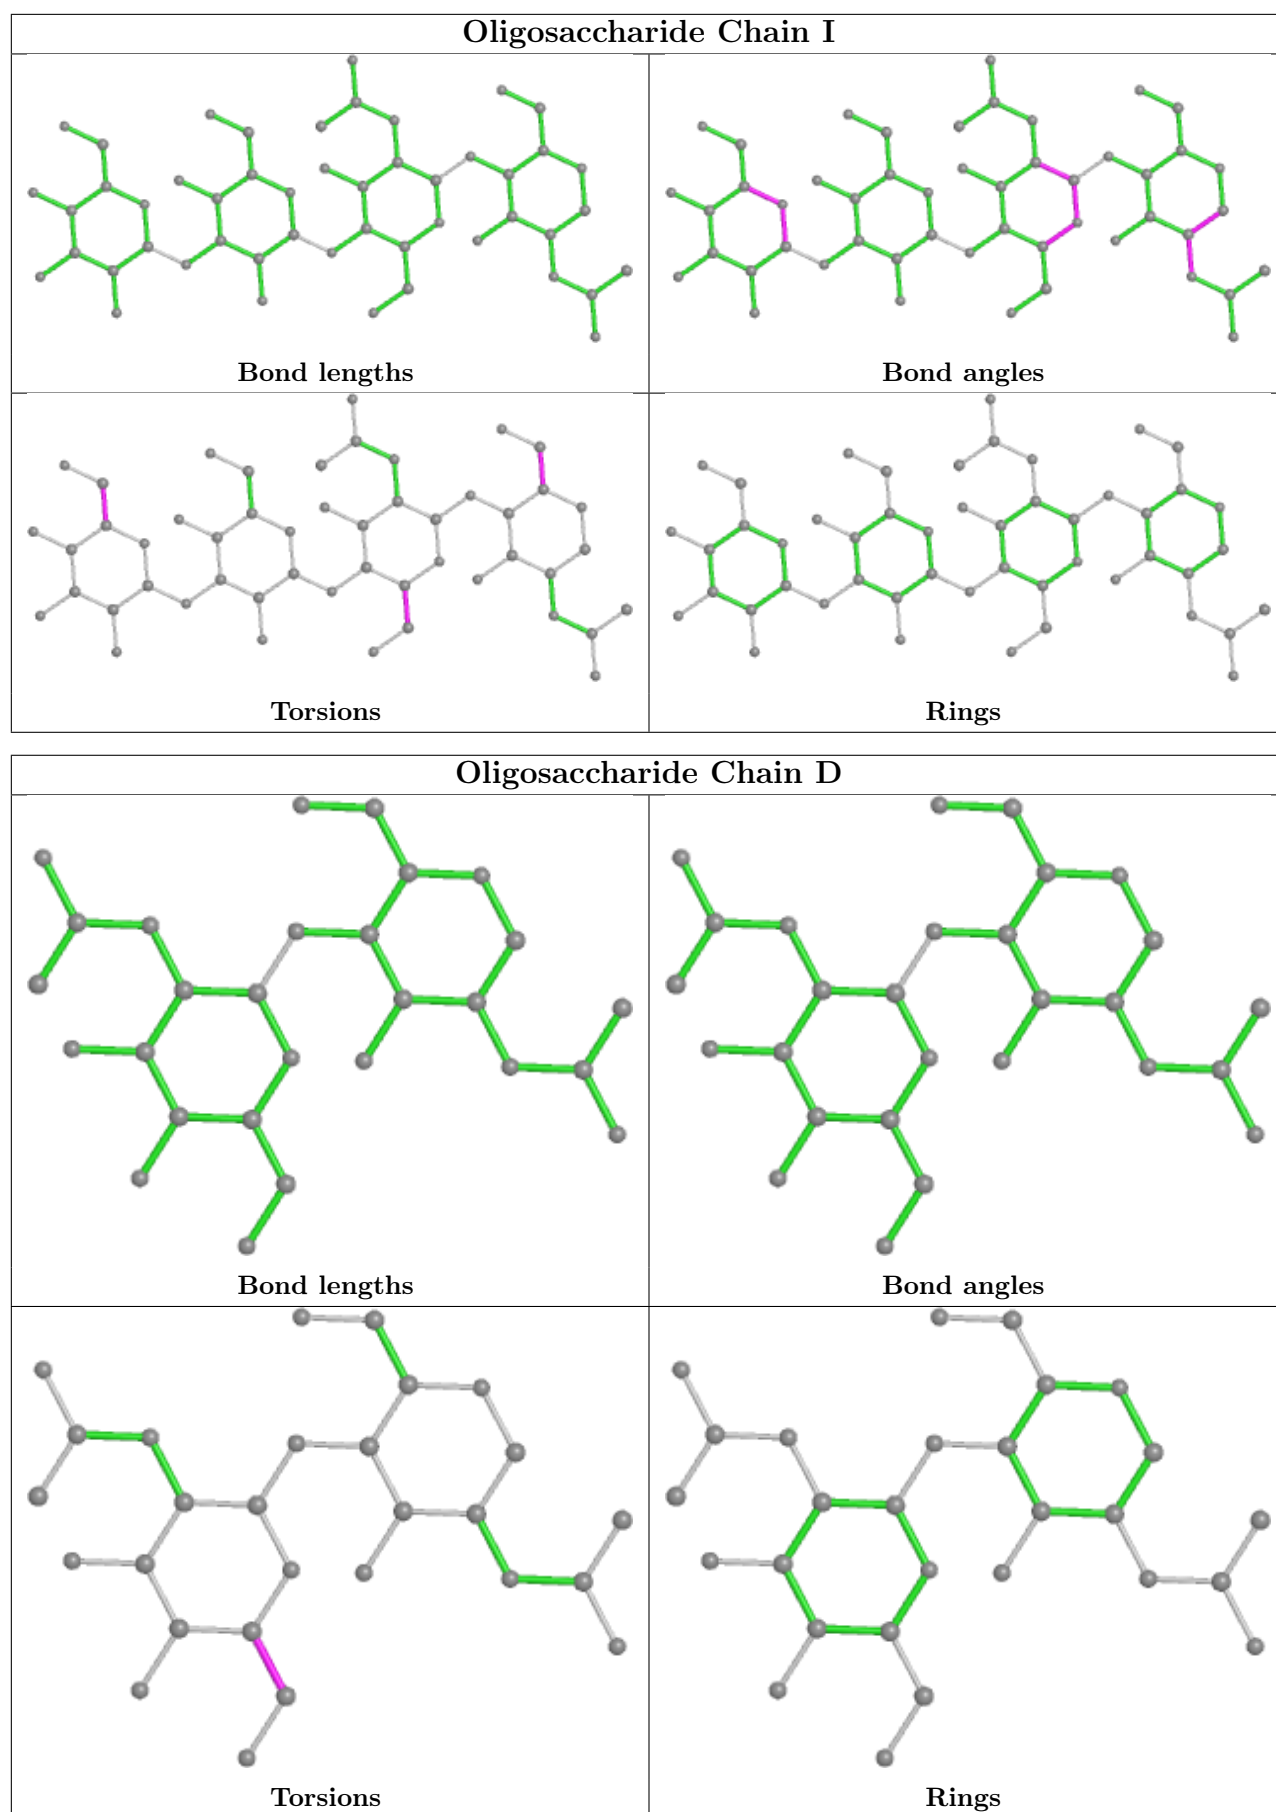 Oligosaccharide Chain I
Bond lengths
Bond angles
Torsions
Rings
Oligosaccharide Chain D
Bond lengths
Bond angles
Torsions
Rings